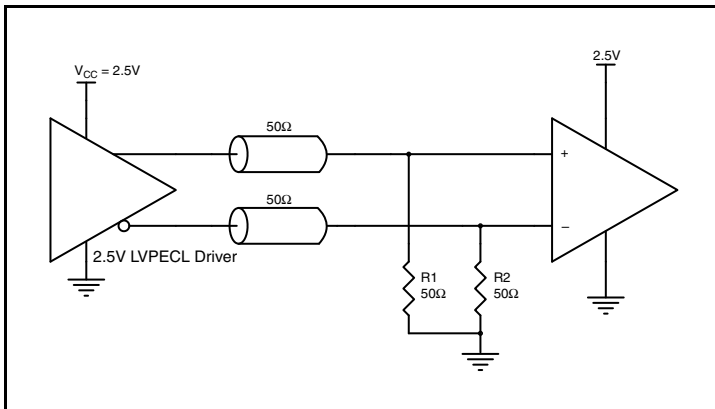 2.5V
V_CC = 2.5V
50Ω
+
50Ω
–
2.5V LVPECL Driver
R1
50Ω
R2
50Ω